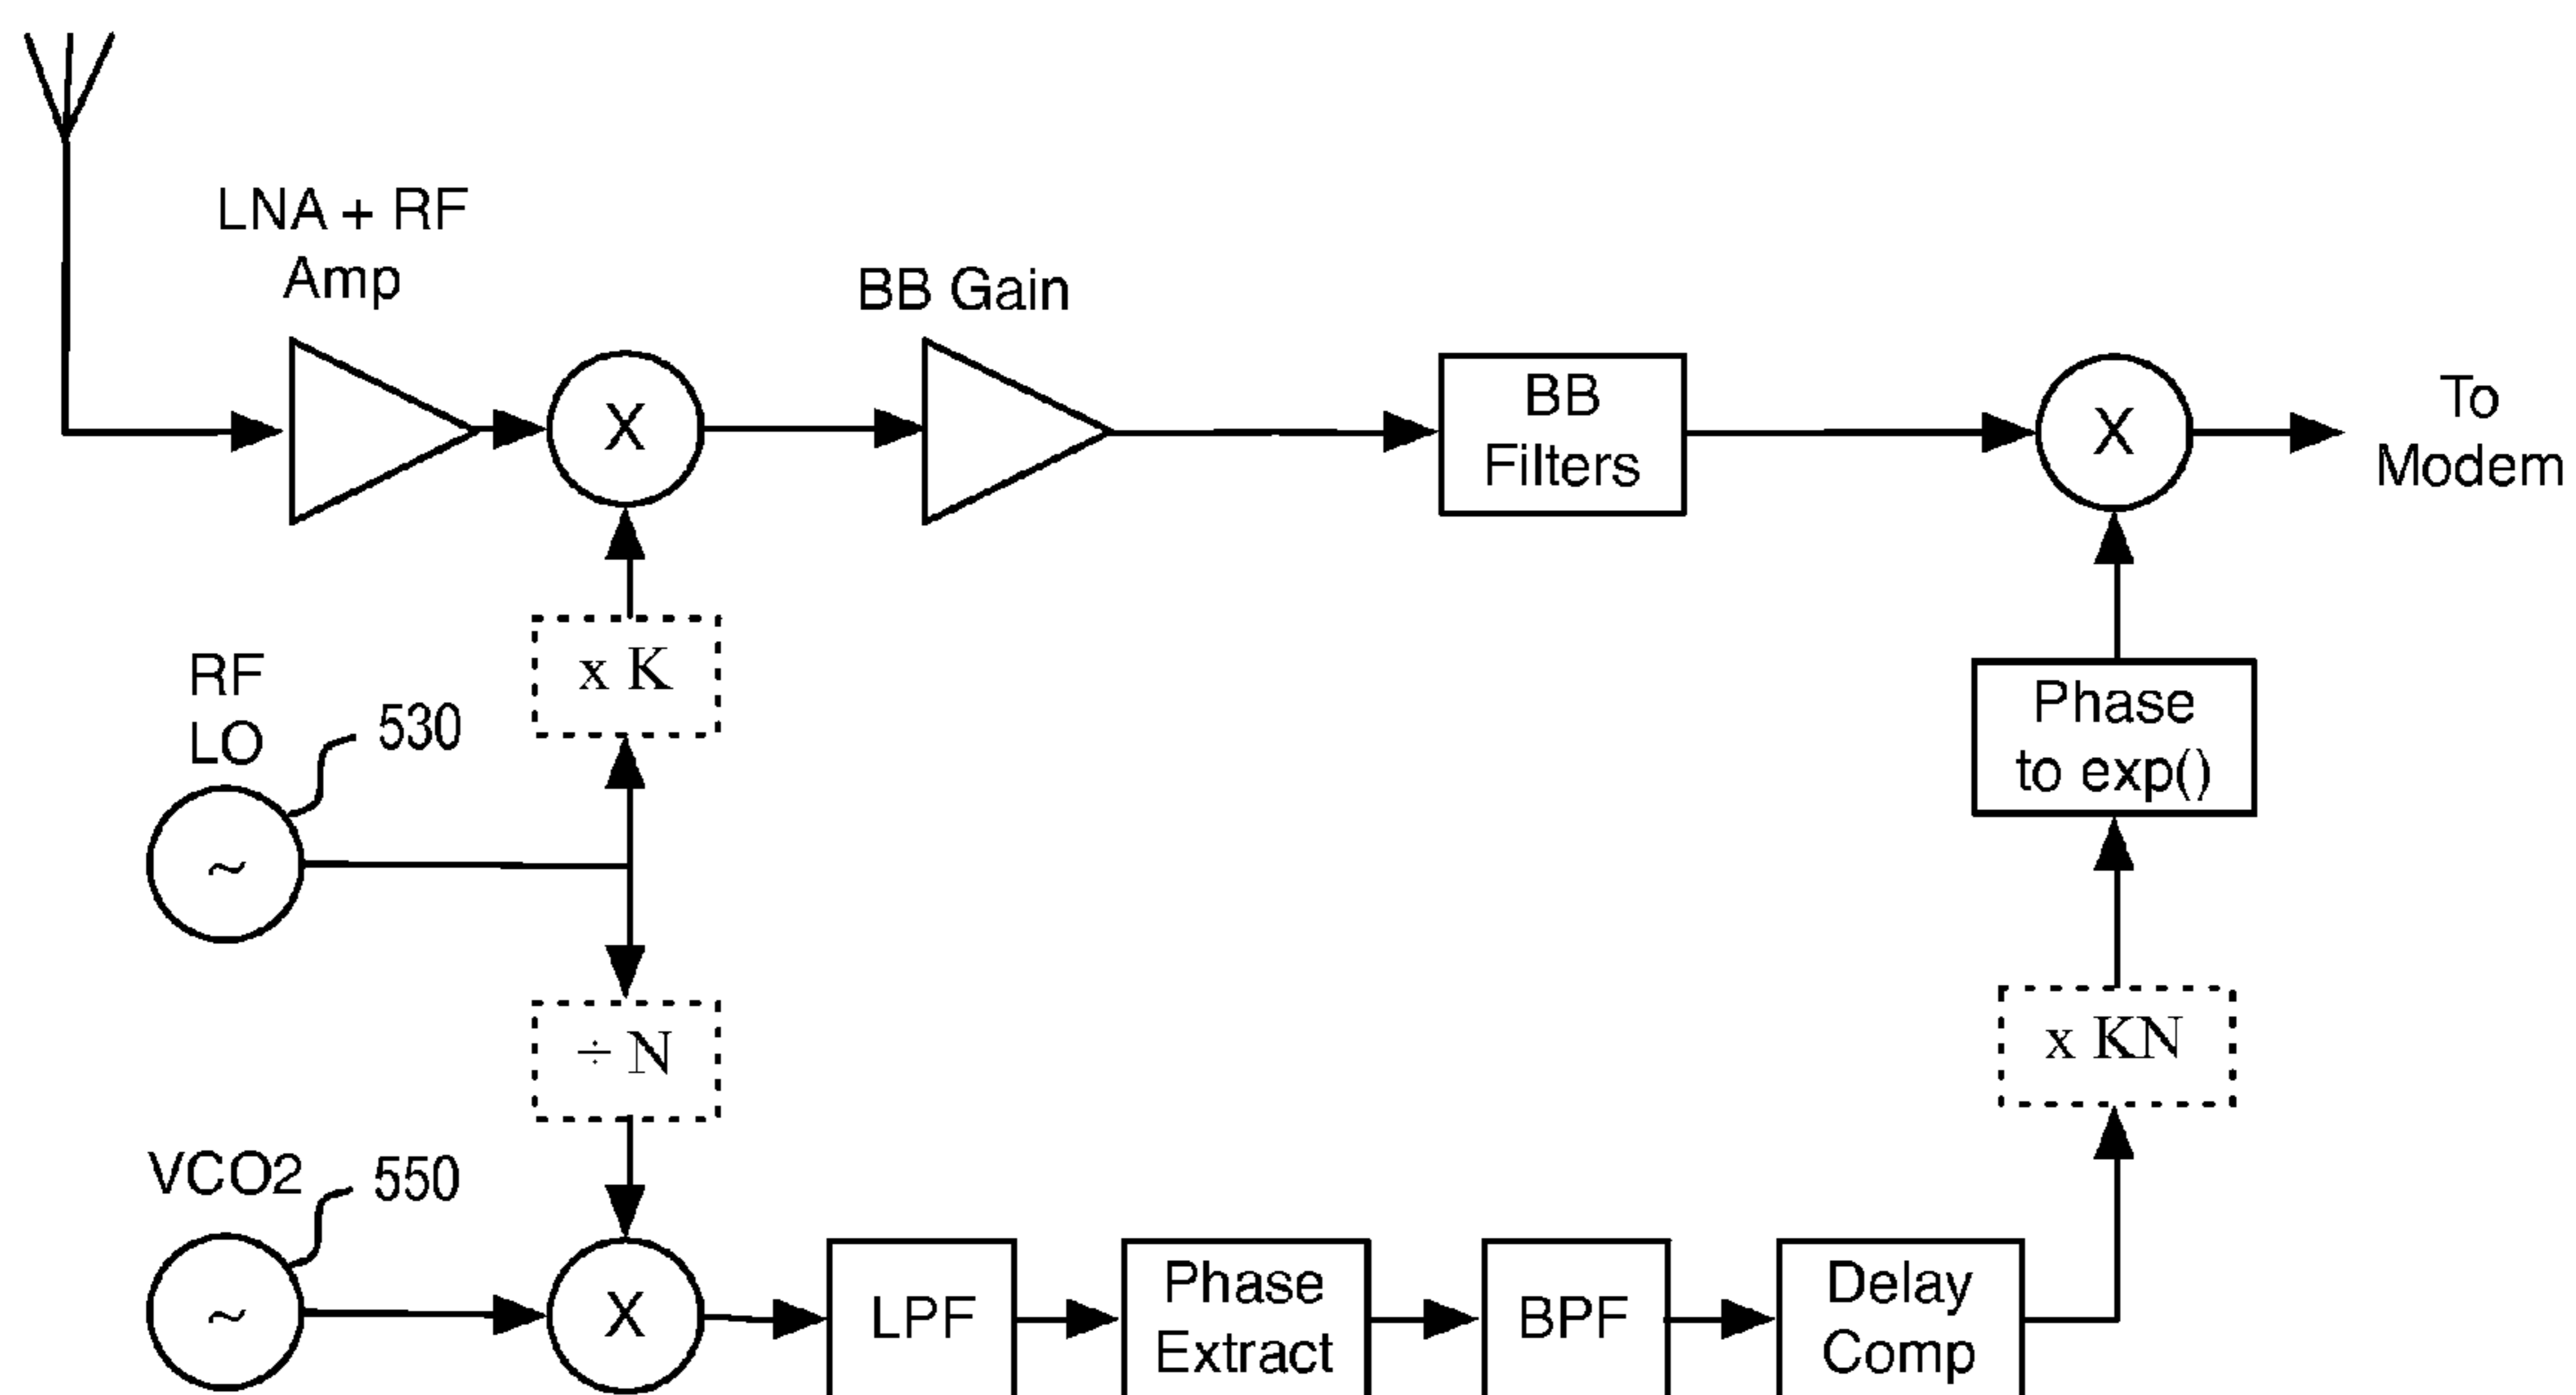 LNA + RF
Amp
BB Gain
X
BB
Filters
X
To
Modem
x K
RF
LO
530
~
Phase
to exp()
÷ N
x KN
VCO2
550
~
X
LPF
Phase
Extract
BPF
Delay
Comp